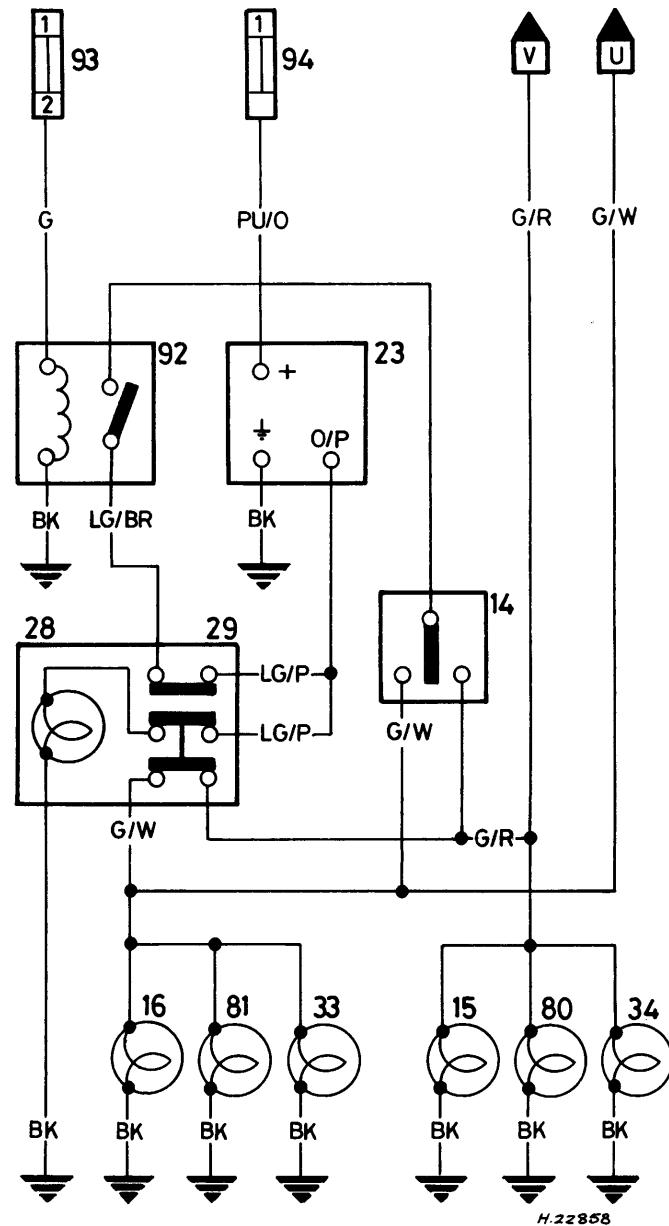 1
93
2
1
94
V
U
G
PU/O
G/R
G/W
92
23
+
O/P
BK
LG/BR
BK
14
28
29
LG/P
LG/P
G/W
G/W
G/R
16
81
33
15
80
34
BK
BK
BK
BK
BK
BK
BK
H.22858